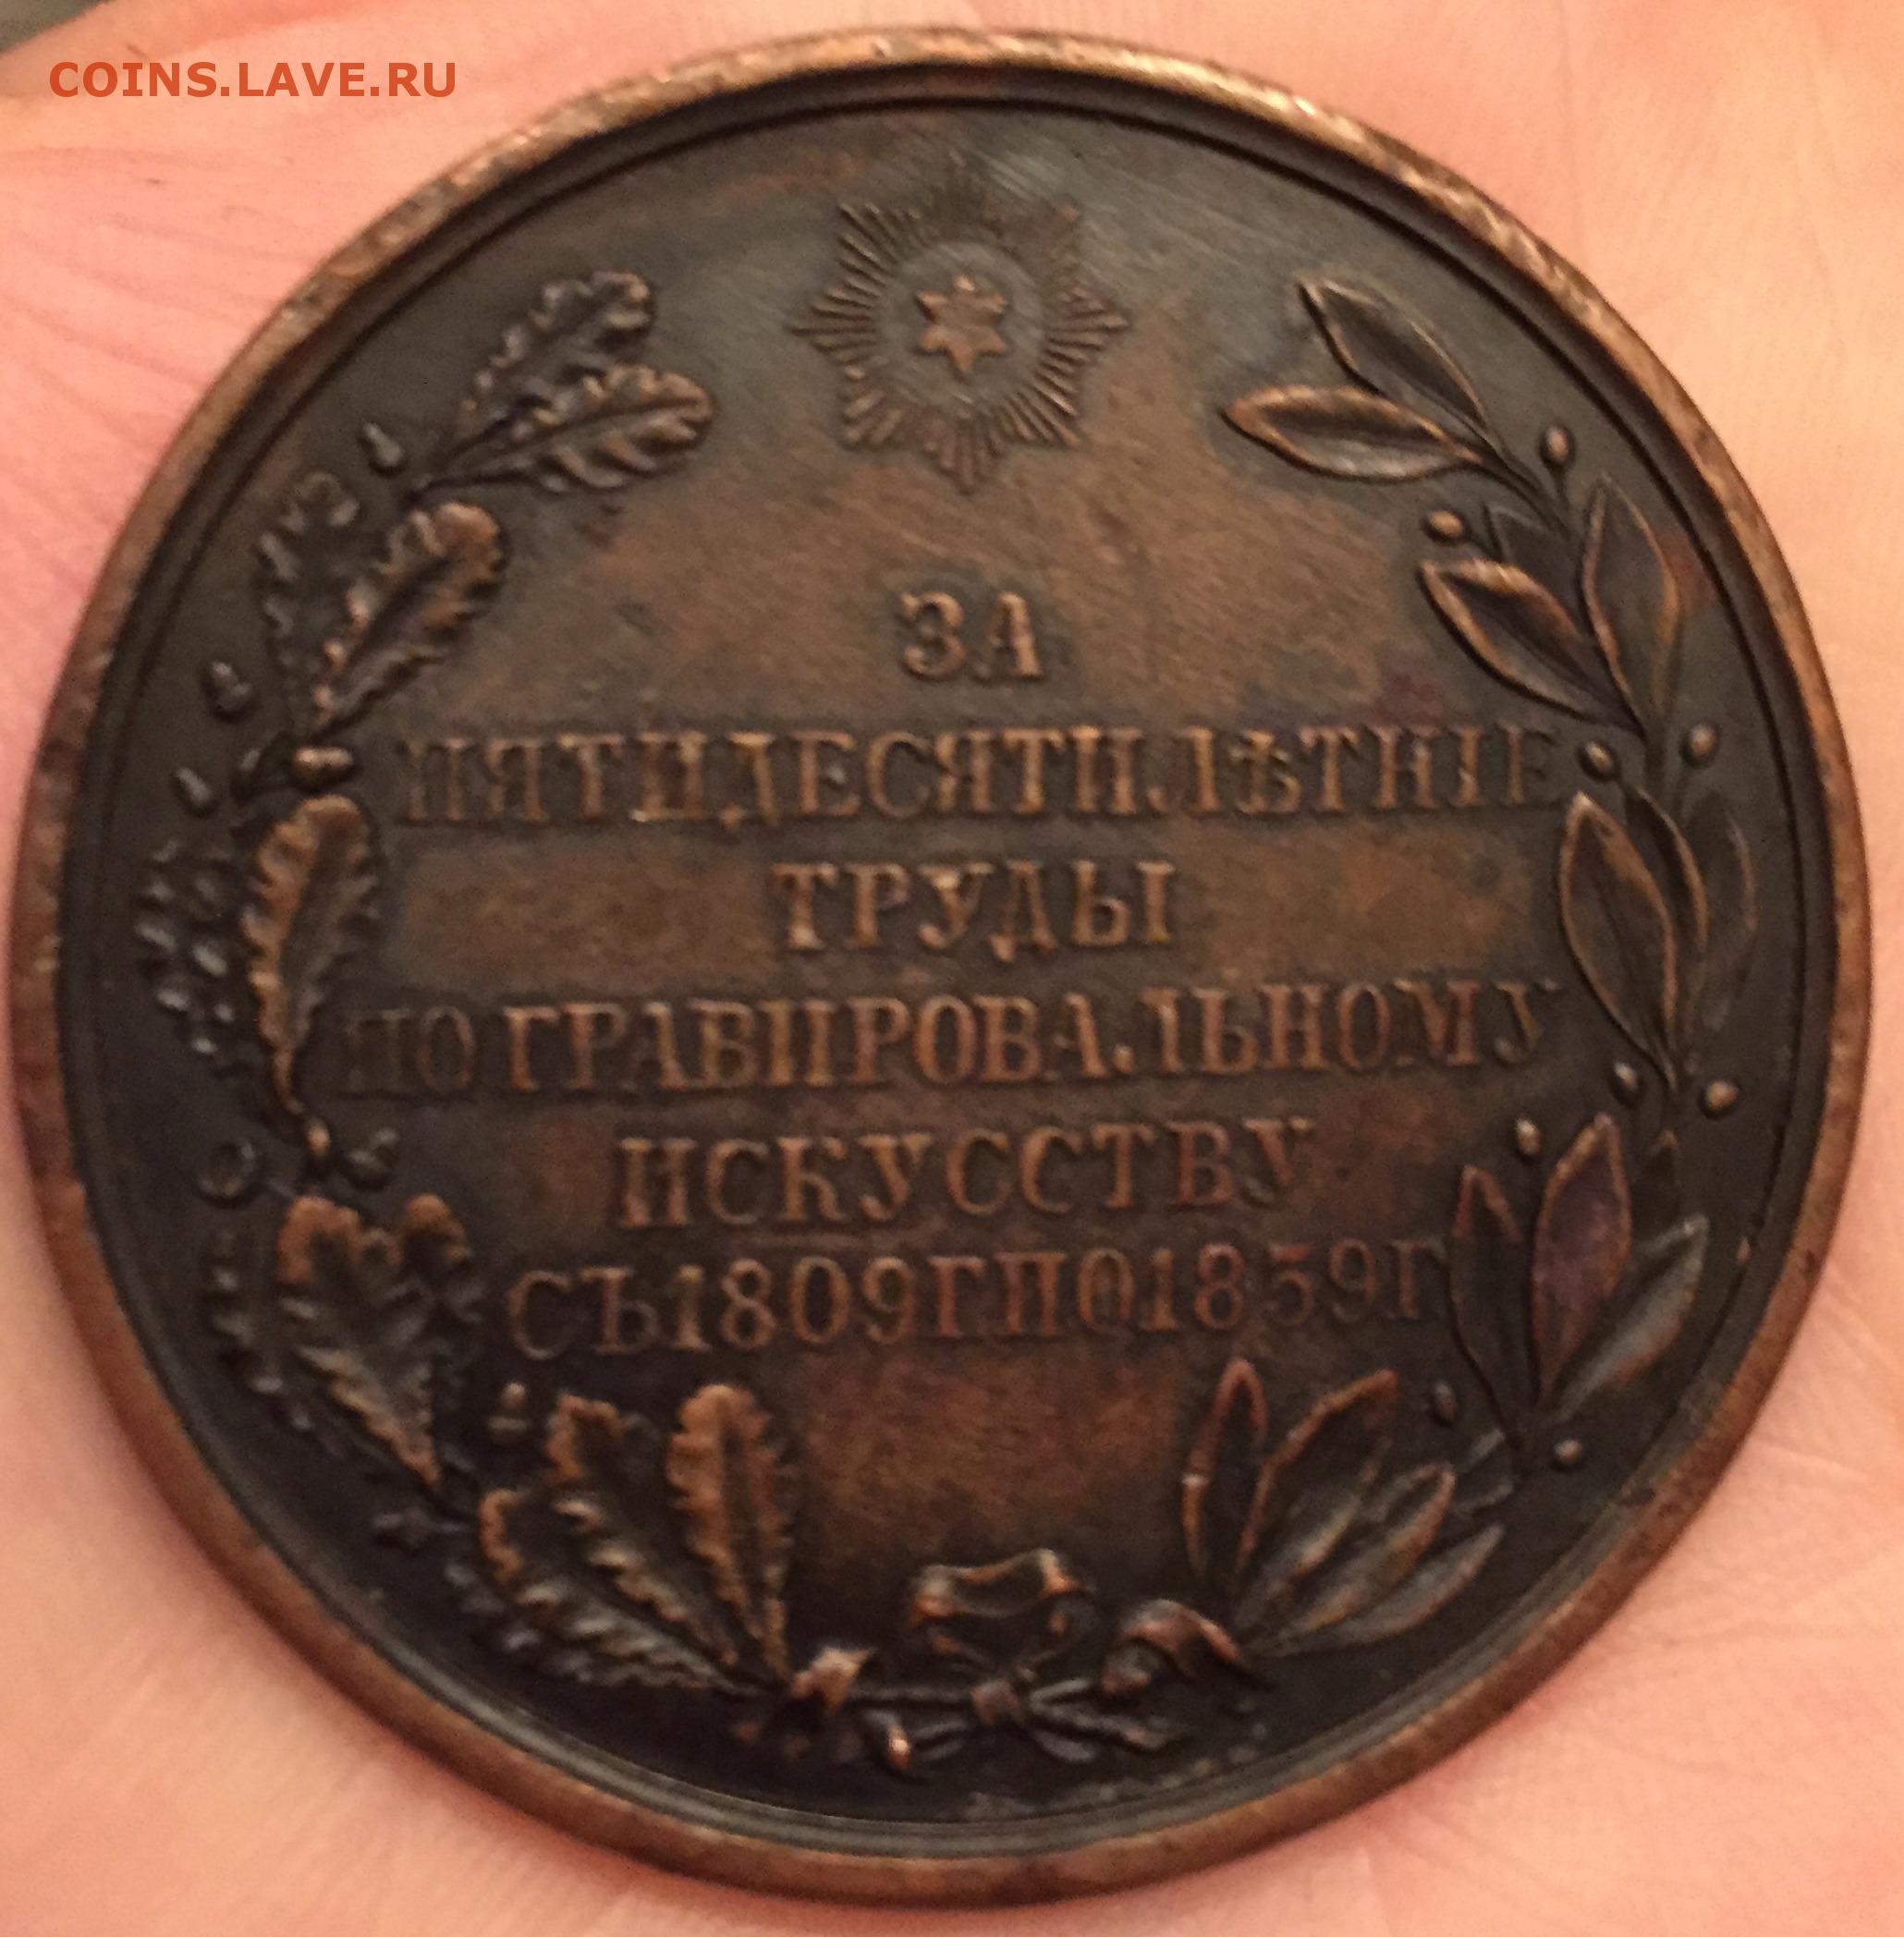 COINS.LAVE.RU
ЗА
ПЯТИДЕСЯТИЛѢТНІЕ
ТРУДЫ
ПО ГРАВИРОВАЛЬНОМУ
ИСКУССТВУ
СЪ 1809 Г ПО 1859 Г